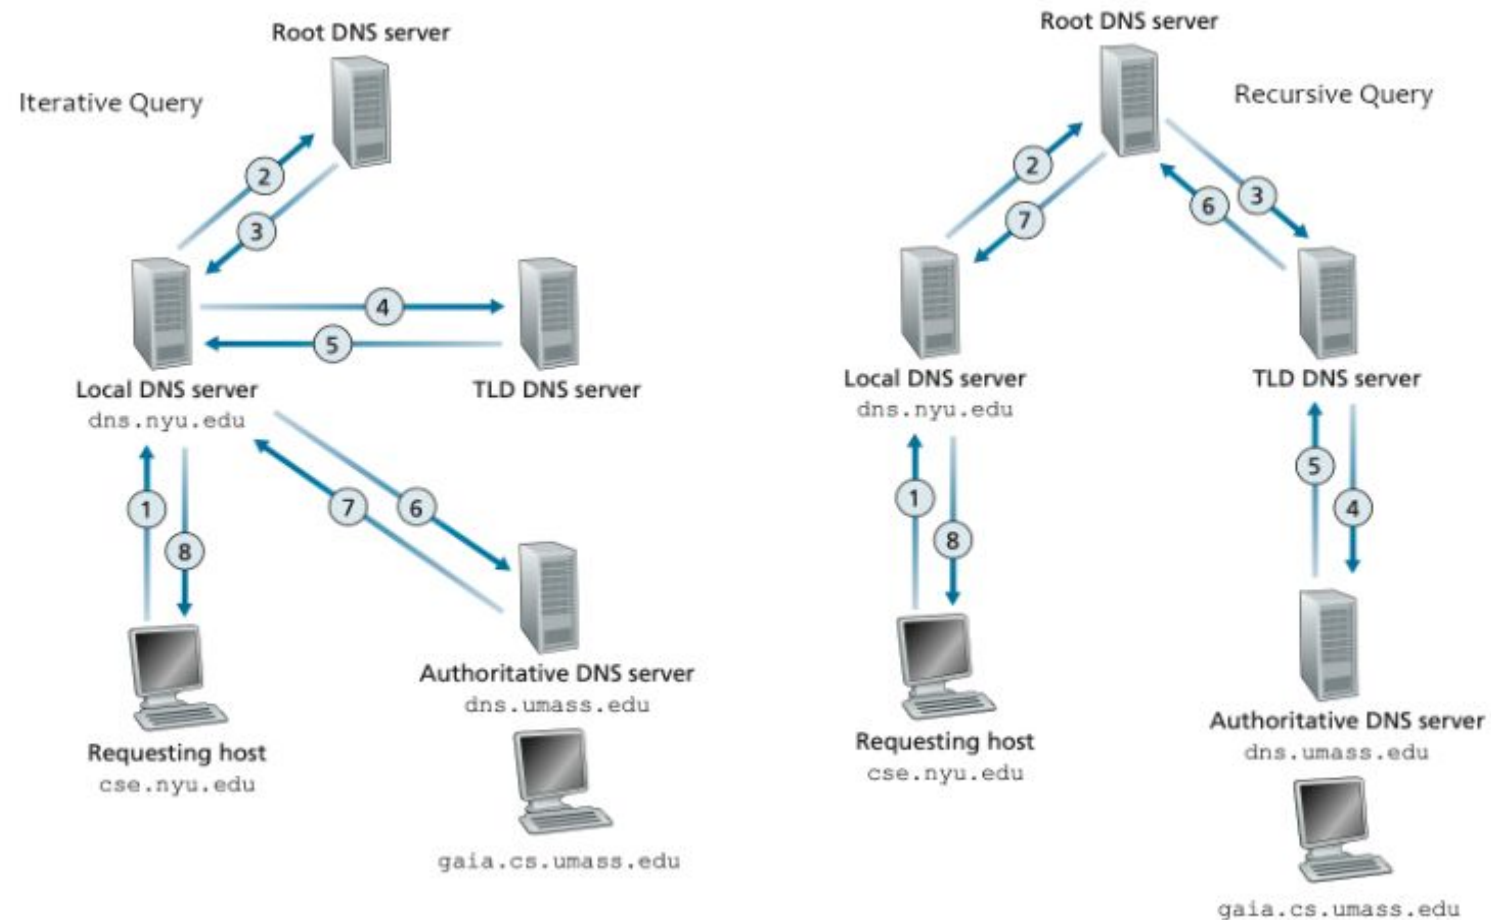 Root DNS server
Iterative Query
2
3
4
5
Local DNS server
dns.nyu.edu
TLD DNS server
1
8
7
6
Authoritative DNS server
dns.umass.edu
Requesting host
cse.nyu.edu
gaia.cs.umass.edu
Root DNS server
Recursive Query
2
7
6
3
Local DNS server
dns.nyu.edu
TLD DNS server
1
8
5
4
Requesting host
cse.nyu.edu
Authoritative DNS server
dns.umass.edu
gaia.cs.umass.edu